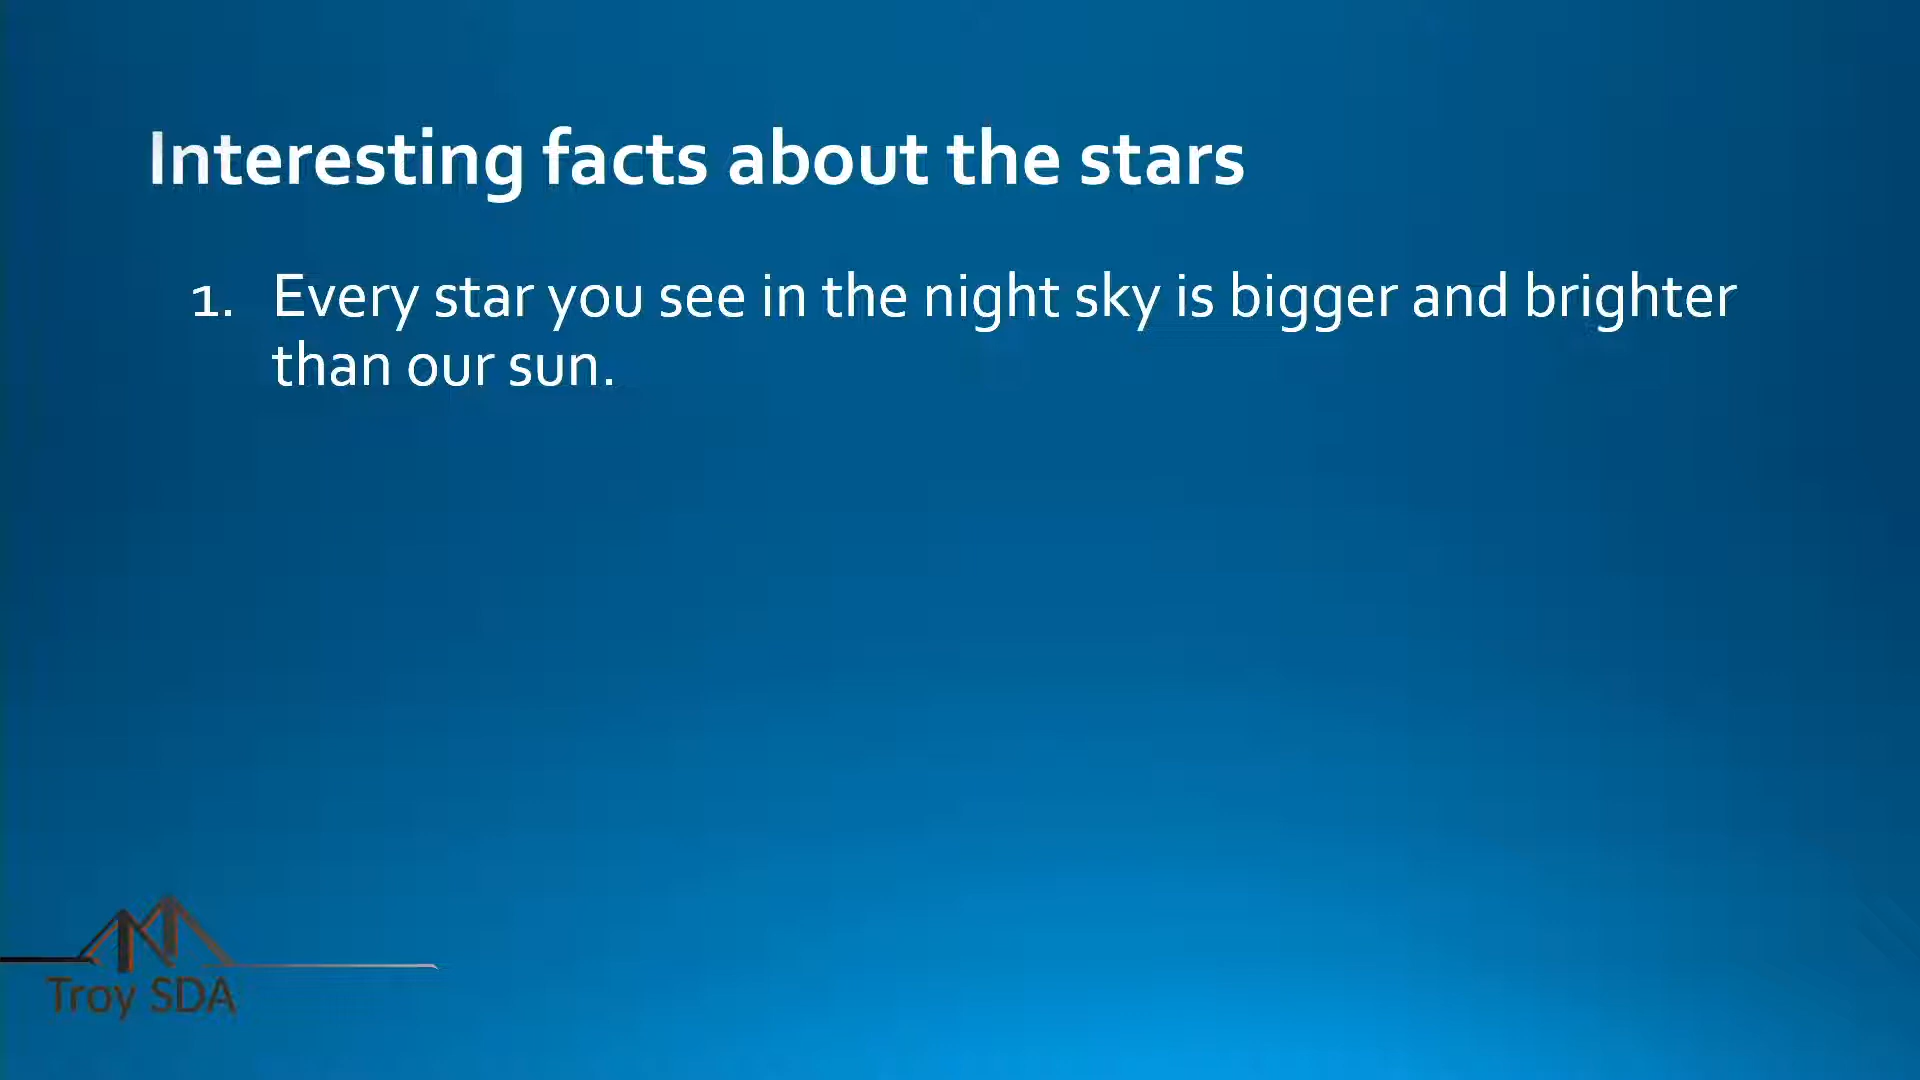 Interesting facts about the stars
1. Every star you see in the night sky is bigger and brighter
than our sun.
Troy SDA